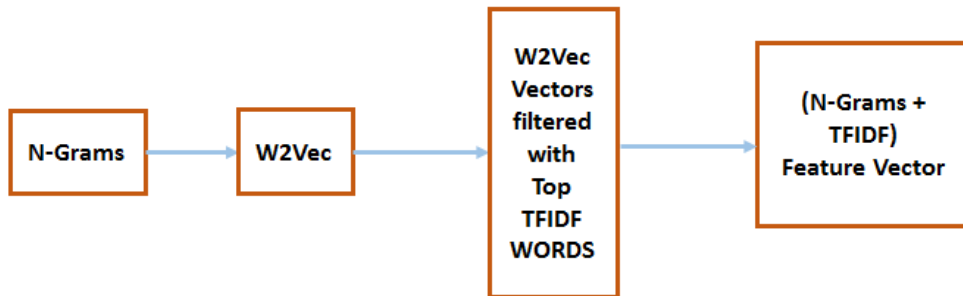 N-Grams
W2Vec
W2Vec
Vectors
filtered
with
Top
TFIDF
WORDS
(N-Grams +
TFIDF)
Feature Vector